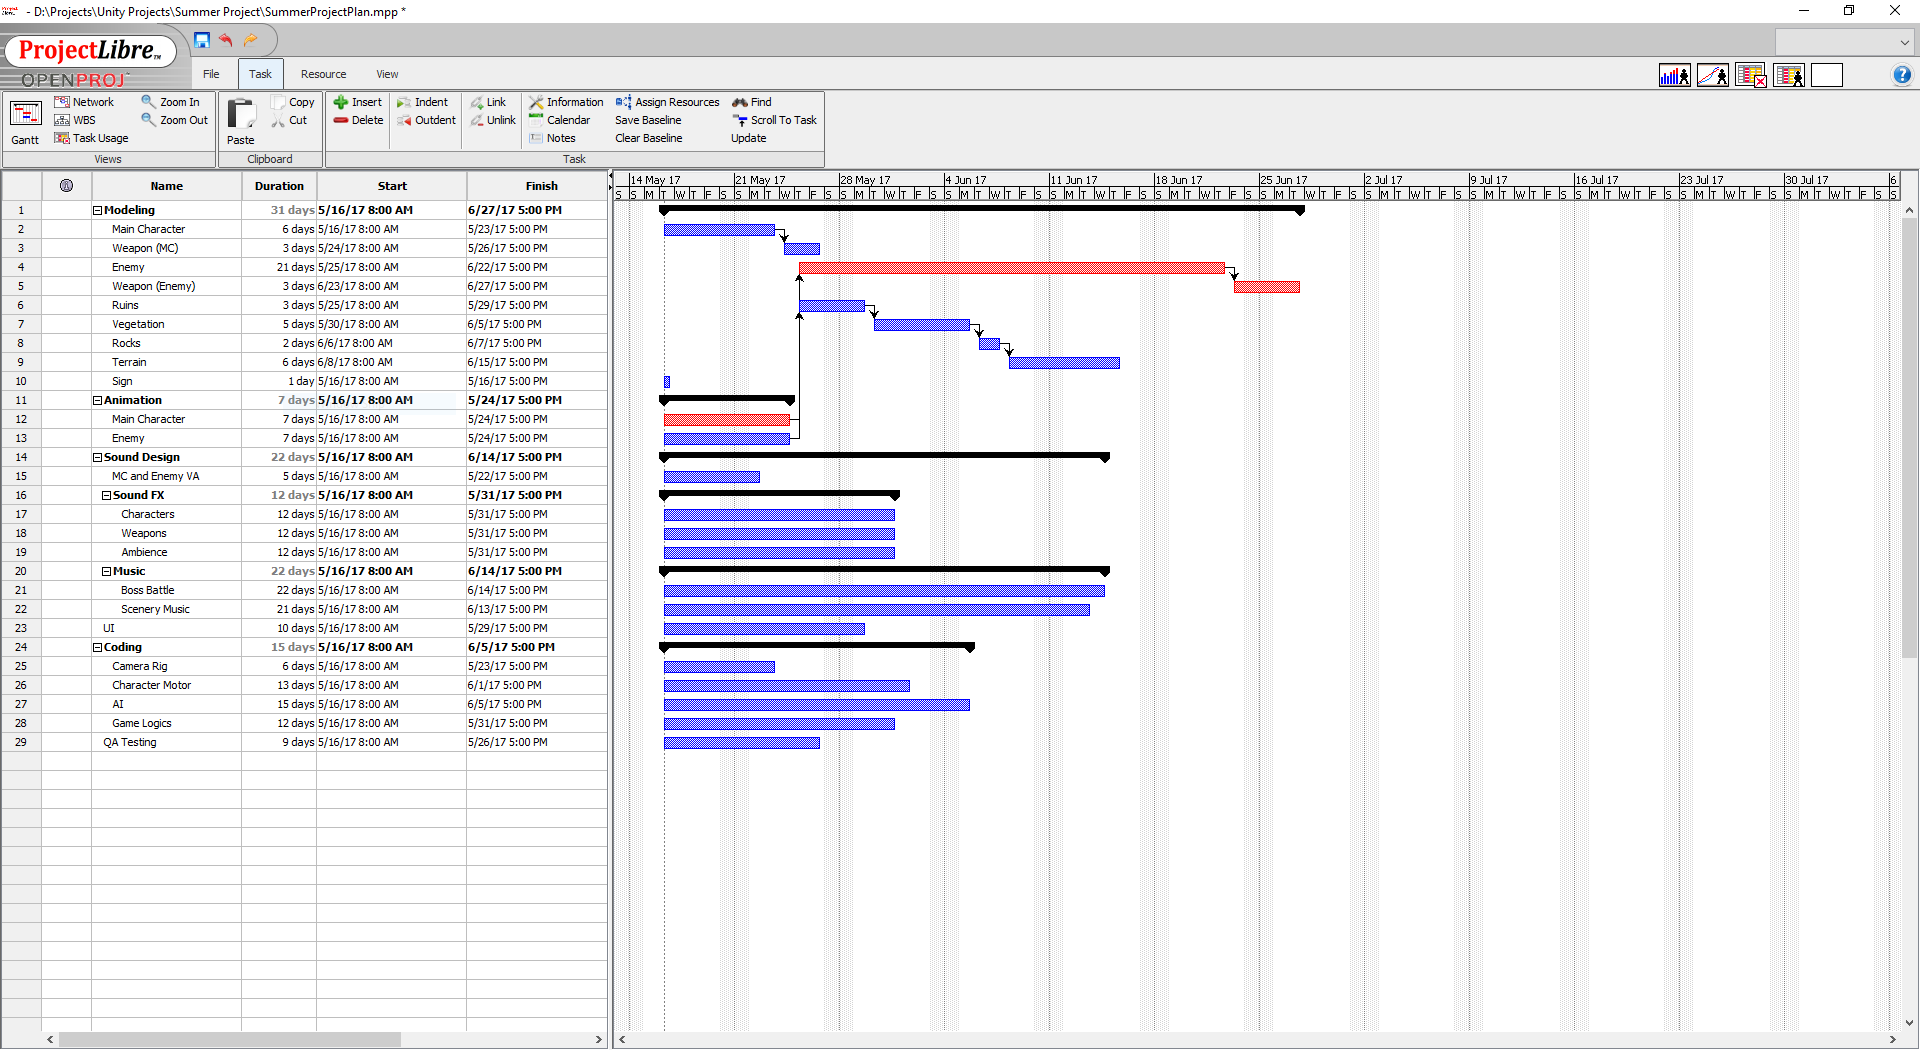 - D:\Projects\Unity Projects\Summer Project\SummerProjectPlan.mpp *
ProjectLibre™
OPENPROJ
File Task Resource View
Gantt
Network
WBS
Task Usage
Zoom In
Zoom Out
Views
Paste
Copy
Cut
Clipboard
Insert
Delete
Indent
Outdent
Link
Unlink
Information
Calendar
Notes
Assign Resources
Save Baseline
Clear Baseline
Find
Scroll To Task
Update
Task
Name Duration Start Finish
1 Modeling 31 days 5/16/17 8:00 AM 6/27/17 5:00 PM
2 Main Character 6 days 5/16/17 8:00 AM 5/23/17 5:00 PM
3 Weapon (MC) 3 days 5/24/17 8:00 AM 5/26/17 5:00 PM
4 Enemy 21 days 5/25/17 8:00 AM 6/22/17 5:00 PM
5 Weapon (Enemy) 3 days 6/23/17 8:00 AM 6/27/17 5:00 PM
6 Ruins 3 days 5/25/17 8:00 AM 5/29/17 5:00 PM
7 Vegetation 5 days 5/30/17 8:00 AM 6/5/17 5:00 PM
8 Rocks 2 days 6/6/17 8:00 AM 6/7/17 5:00 PM
9 Terrain 6 days 6/8/17 8:00 AM 6/15/17 5:00 PM
10 Sign 1 day 5/16/17 8:00 AM 5/16/17 5:00 PM
11 Animation 7 days 5/16/17 8:00 AM 5/24/17 5:00 PM
12 Main Character 7 days 5/16/17 8:00 AM 5/24/17 5:00 PM
13 Enemy 7 days 5/16/17 8:00 AM 5/24/17 5:00 PM
14 Sound Design 22 days 5/16/17 8:00 AM 6/14/17 5:00 PM
15 MC and Enemy VA 5 days 5/16/17 8:00 AM 5/22/17 5:00 PM
16 Sound FX 12 days 5/16/17 8:00 AM 5/31/17 5:00 PM
17 Characters 12 days 5/16/17 8:00 AM 5/31/17 5:00 PM
18 Weapons 12 days 5/16/17 8:00 AM 5/31/17 5:00 PM
19 Ambience 12 days 5/16/17 8:00 AM 5/31/17 5:00 PM
20 Music 22 days 5/16/17 8:00 AM 6/14/17 5:00 PM
21 Boss Battle 22 days 5/16/17 8:00 AM 6/14/17 5:00 PM
22 Scenery Music 21 days 5/16/17 8:00 AM 6/13/17 5:00 PM
23 UI 10 days 5/16/17 8:00 AM 5/29/17 5:00 PM
24 Coding 15 days 5/16/17 8:00 AM 6/5/17 5:00 PM
25 Camera Rig 6 days 5/16/17 8:00 AM 5/23/17 5:00 PM
26 Character Motor 13 days 5/16/17 8:00 AM 6/1/17 5:00 PM
27 AI 15 days 5/16/17 8:00 AM 6/5/17 5:00 PM
28 Game Logics 12 days 5/16/17 8:00 AM 5/31/17 5:00 PM
29 QA Testing 9 days 5/16/17 8:00 AM 5/26/17 5:00 PM
14 May 17 21 May 17 28 May 17 4 Jun 17 11 Jun 17 18 Jun 17 25 Jun 17 2 Jul 17 9 Jul 17 16 Jul 17 23 Jul 17 30 Jul 17 6
S S M T W T F S S M T W T F S S M T W T F S S M T W T F S S M T W T F S S M T W T F S S M T W T F S S M T W T F S S M T W T F S S M T W T F S S M T W T F S S M T W T F S S